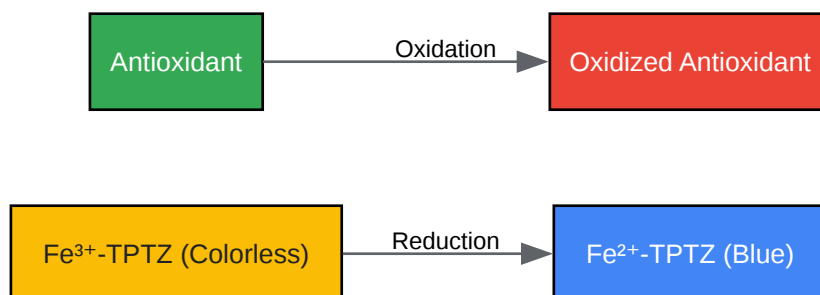 Antioxidant
Oxidation
Oxidized Antioxidant
Fe³⁺-TPTZ (Colorless)
Reduction
Fe²⁺-TPTZ (Blue)